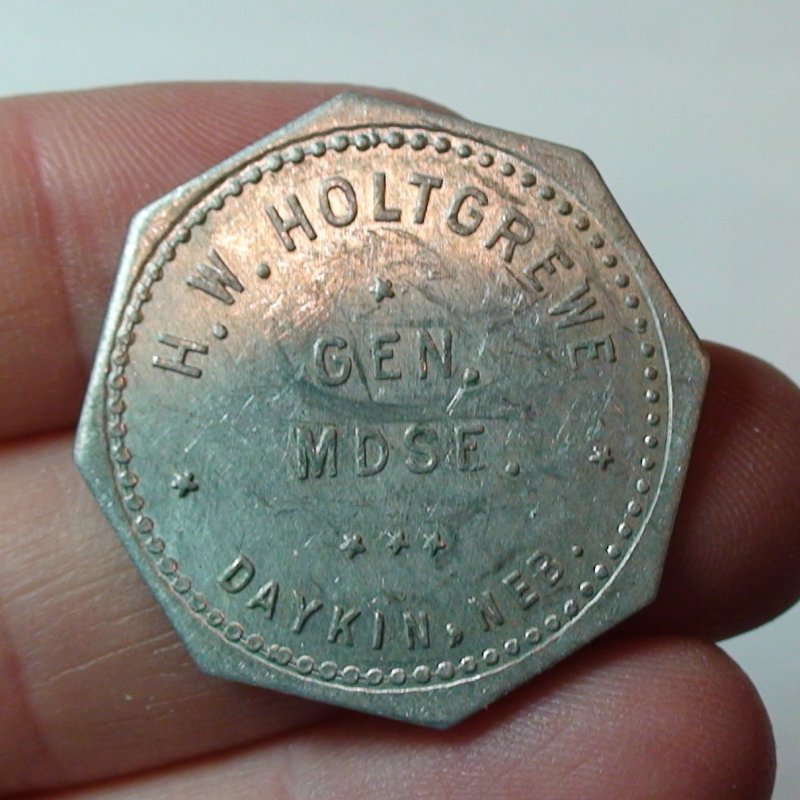 H. W. HOLTGREWE
GEN.
MDSE.
DAYKIN, NEB.